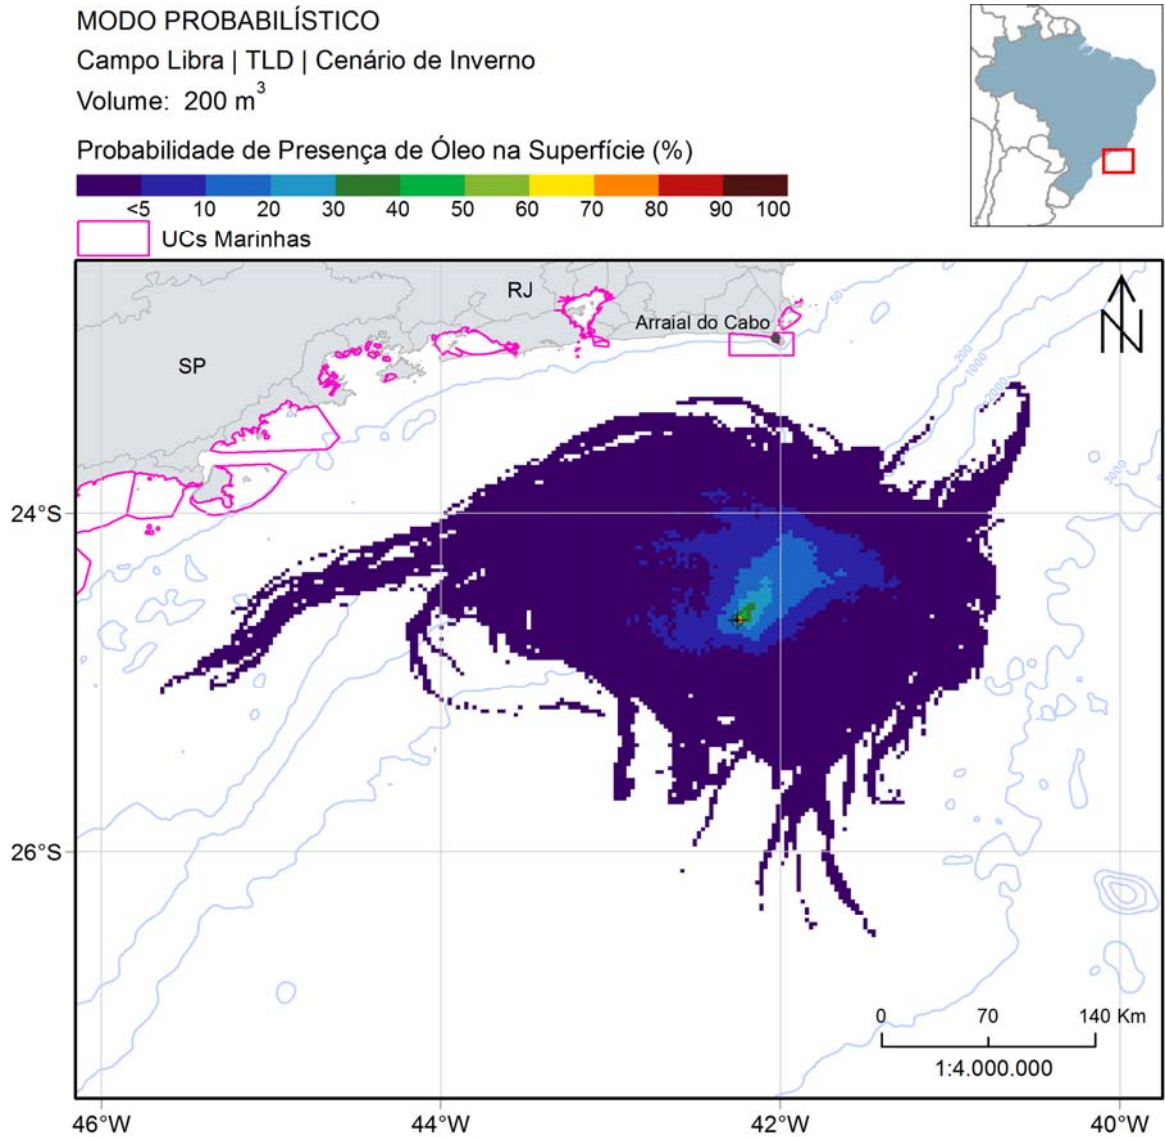 MODO PROBABILÍSTICO
Campo Libra | TLD | Cenário de Inverno
Volume: 200 m³
Probabilidade de Presença de Óleo na Superfície (%)
<5 10 20 30 40 50 60 70 80 90 100
UCs Marinhas
RJ
50
Arraial do Cabo
N
SP
200
1000
2000
3000
24°S
26°S
0 70 140 Km
1:4.000.000
46°W 44°W 42°W 40°W